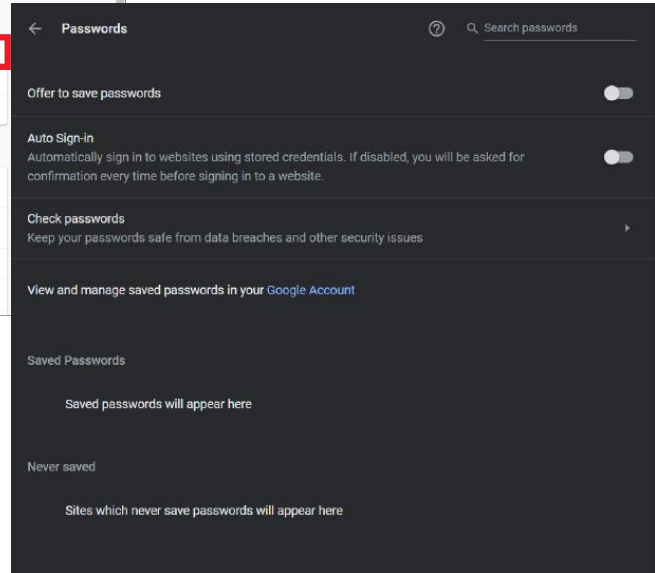 Passwords
Search passwords
Offer to save passwords
Auto Sign-in
Automatically sign in to websites using stored credentials. If disabled, you will be asked for
confirmation every time before signing in to a website.
Check passwords
Keep your passwords safe from data breaches and other security issues
View and manage saved passwords in your Google Account
Saved Passwords
Saved passwords will appear here
Never saved
Sites which never save passwords will appear here